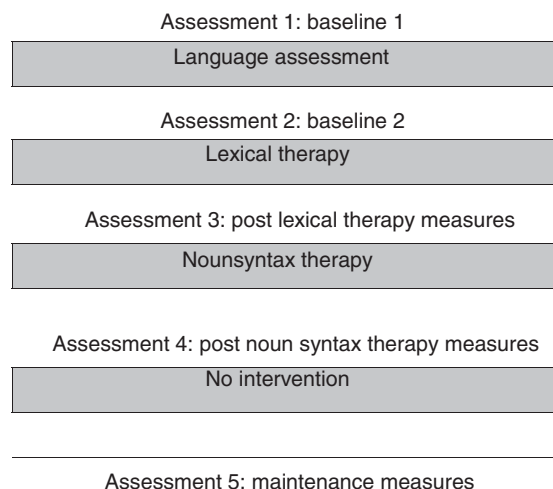 Assessment 1: baseline 1
Language assessment
Assessment 2: baseline 2
Lexical therapy
Assessment 3: post lexical therapy measures
Nounsyntax therapy
Assessment 4: post noun syntax therapy measures
No intervention
Assessment 5: maintenance measures